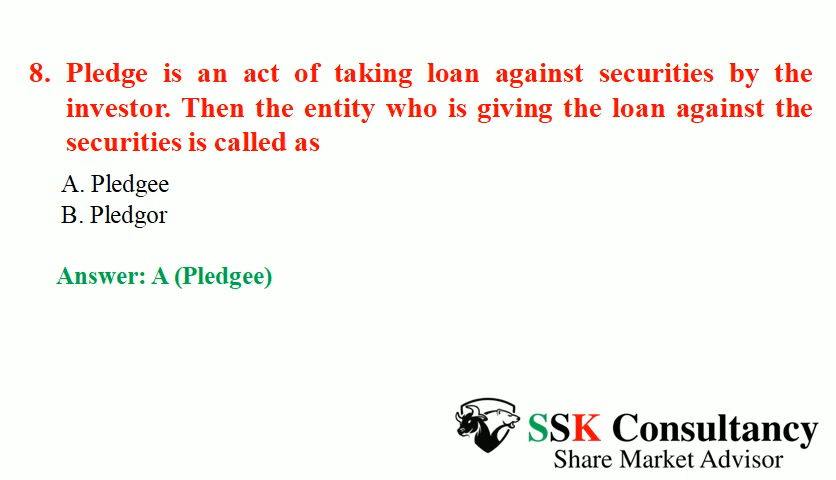 8. Pledge is an act of taking loan against securities by the
investor. Then the entity who is giving the loan against the
securities is called as
A. Pledgee
B. Pledgor
Answer: A (Pledgee)
SSK Consultancy
Share Market Advisor